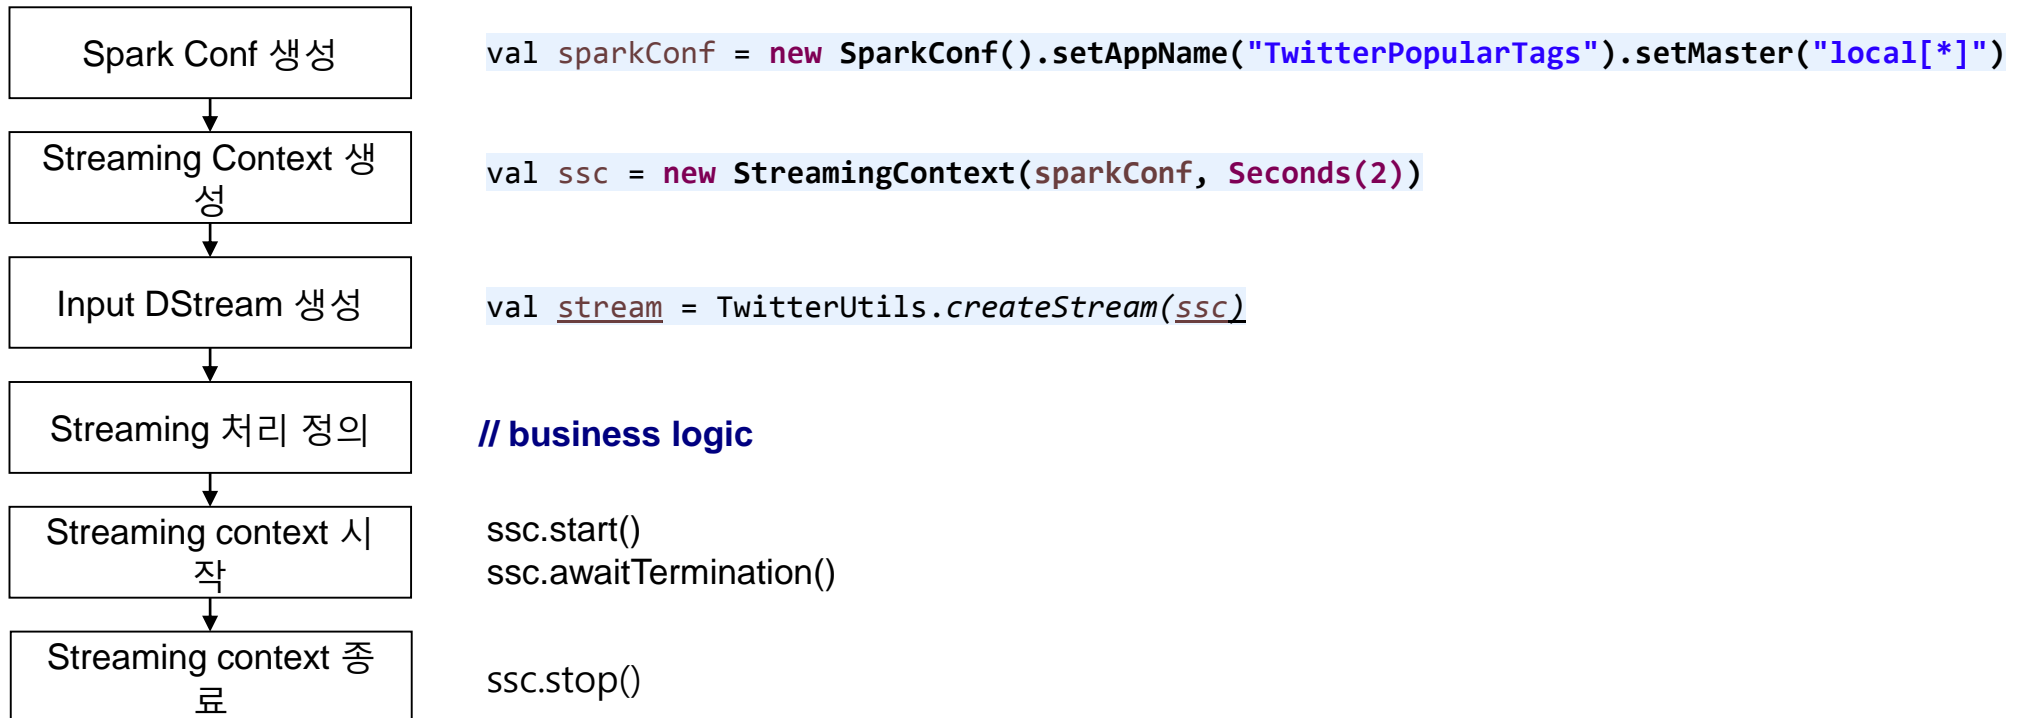 Spark Conf 생성
val sparkConf = new SparkConf().setAppName("TwitterPopularTags").setMaster("local[*]")
Streaming Context 생
성
val ssc = new StreamingContext(sparkConf, Seconds(2))
Input DStream 생성
val stream = TwitterUtils.createStream(ssc)
Streaming 처리 정의
// business logic
Streaming context 시
작
ssc.start()
ssc.awaitTermination()
Streaming context 종
료
ssc.stop()